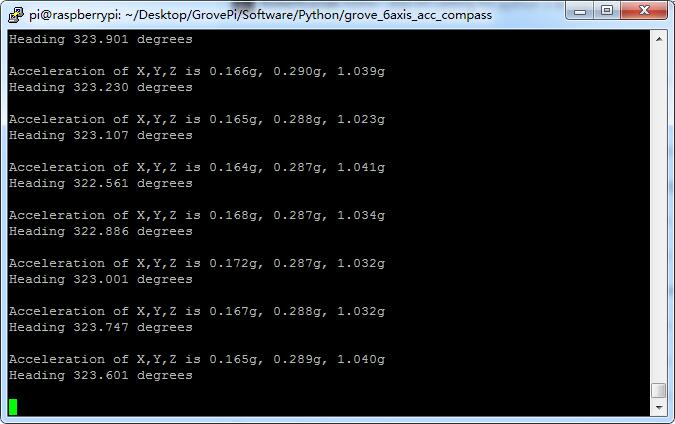 pi@raspberrypi: ~/Desktop/GrovePi/Software/Python/grove_6axis_acc_compass
Heading 323.901 degrees
Acceleration of X,Y,Z is 0.166g, 0.290g, 1.039g
Heading 323.230 degrees
Acceleration of X,Y,Z is 0.165g, 0.288g, 1.023g
Heading 323.107 degrees
Acceleration of X,Y,Z is 0.164g, 0.287g, 1.041g
Heading 322.561 degrees
Acceleration of X,Y,Z is 0.168g, 0.287g, 1.034g
Heading 322.886 degrees
Acceleration of X,Y,Z is 0.172g, 0.287g, 1.032g
Heading 323.001 degrees
Acceleration of X,Y,Z is 0.167g, 0.288g, 1.032g
Heading 323.747 degrees
Acceleration of X,Y,Z is 0.165g, 0.289g, 1.040g
Heading 323.601 degrees